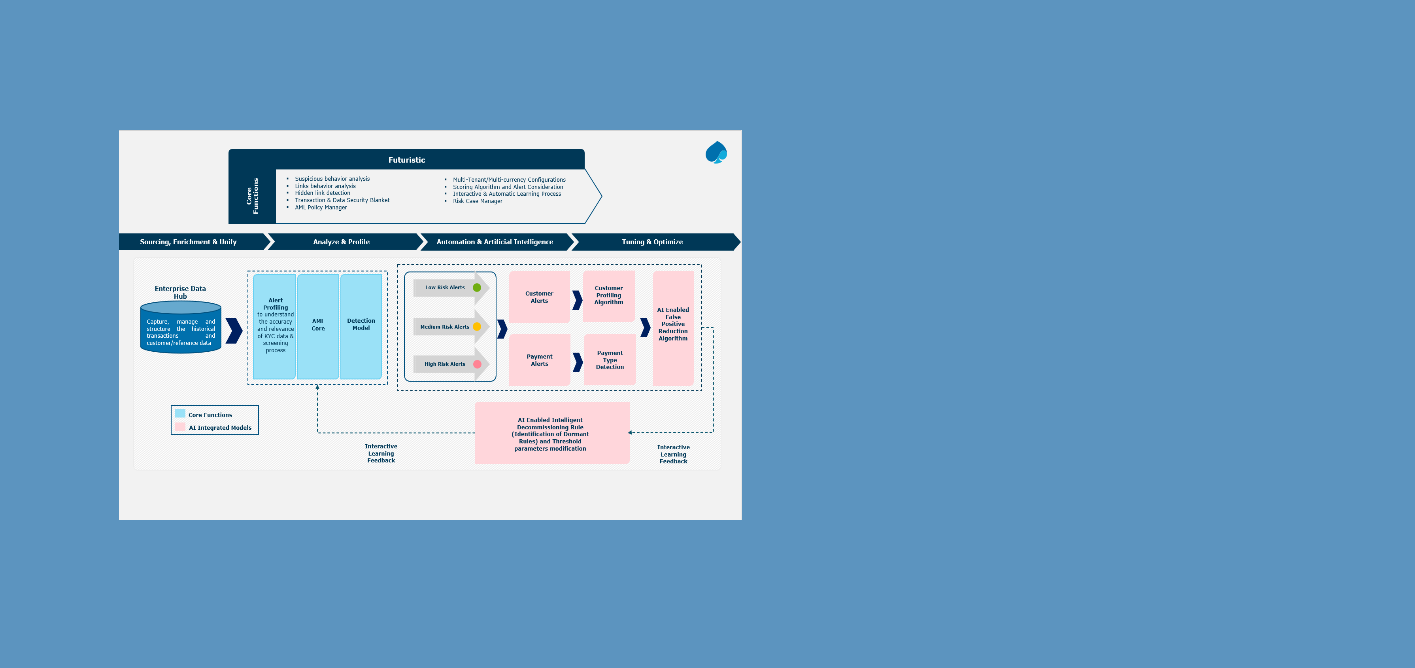 Futuristic
Core
Functions
• Suspicious behavior analysis
• Links behavior analysis
• Hidden link detection
• Transaction & Data Security Blanket
• AML Policy Manager
• Multi-Tenant/Multi-currency Configurations
• Scoring Algorithm and Alert Consideration
• Interactive & Automatic Learning Process
• Risk Case Manager
Sourcing, Enrichment & Unify
Analyze & Profile
Automation & Artificial Intelligence
Tuning & Optimize
Enterprise Data
Hub
Capture, manage and
structure the historical
transactions and
customer/reference data
Alert
Profiling
to understand
the accuracy
and relevance
of KYC data &
screening
process
AMI
Core
Detection
Model
Low Risk Alerts
Medium Risk Alerts
High Risk Alerts
Customer
Alerts
Customer
Profiling
Algorithm
Payment
Alerts
Payment
Type
Detection
AI Enabled
False
Positive
Reduction
Algorithm
Core Functions
AI Integrated Models
Interactive
Learning
Feedback
AI Enabled Intelligent
Decommissioning Rule
(Identification of Dormant
Rules) and Threshold
parameters modification
Interactive
Learning
Feedback